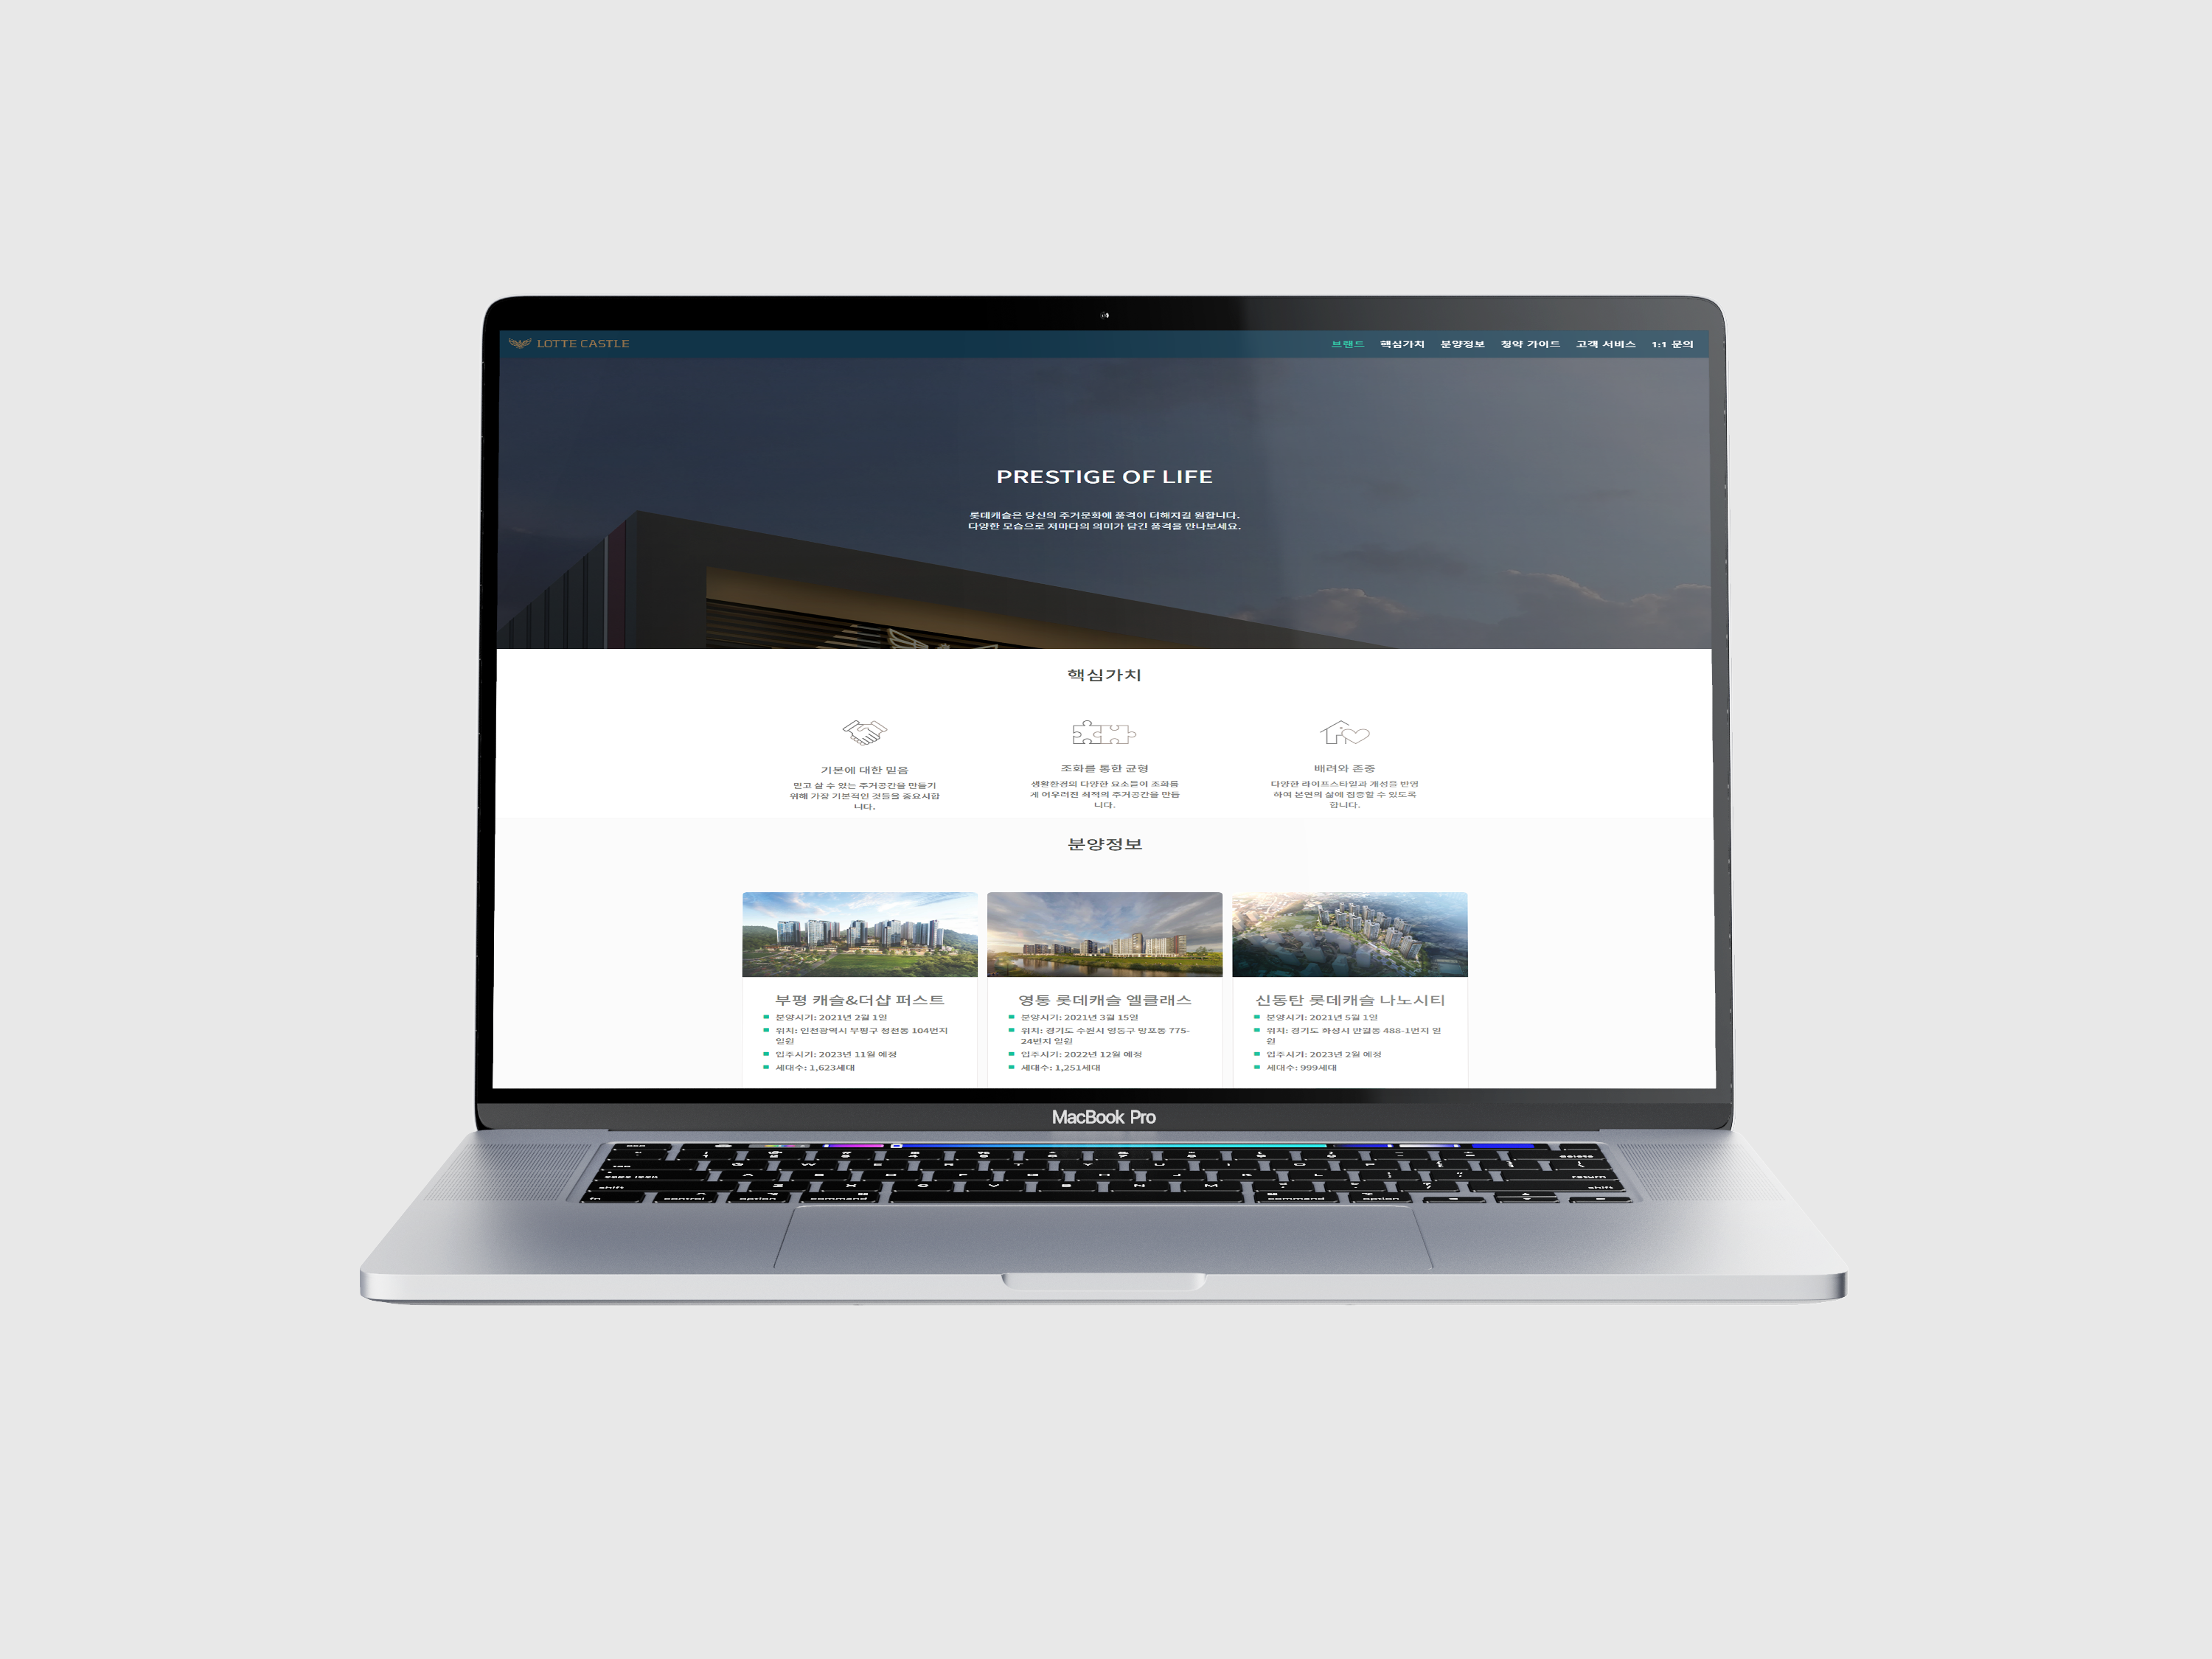 LOTTE CASTLE
브랜드 핵심가치 분양정보 청약 가이드 고객 서비스 1:1 문의
PRESTIGE OF LIFE
롯데캐슬은 당신의 주거문화에 품격이 더해지길 원합니다.
다양한 모습으로 저마다의 의미가 담긴 품격을 만나보세요.
핵심가치
기본에 대한 믿음
믿고 살 수 있는 주거공간을 만들기
위해 가장 기본적인 것들을 중요시합
니다.
조화를 통한 균형
생활환경의 다양한 요소들이 조화롭
게 어우러진 최적의 주거공간을 만듭
니다.
배려와 존중
다양한 라이프스타일과 개성을 반영
하여 본연의 삶에 집중할 수 있도록
합니다.
분양정보
부평 캐슬&더샵 퍼스트
분양시기: 2021년 2월 1일
위치: 인천광역시 부평구 청천동 104번지
일원
입주시기: 2023년 11월 예정
세대수: 1,623세대
영통 롯데캐슬 엘클래스
분양시기: 2021년 3월 15일
위치: 경기도 수원시 영통구 망포동 775-
24번지 일원
입주시기: 2022년 12월 예정
세대수: 1,251세대
신동탄 롯데캐슬 나노시티
분양시기: 2021년 5월 1일
위치: 경기도 화성시 반월동 488-1번지 일
원
입주시기: 2023년 2월 예정
세대수: 999세대
MacBook Pro
delete
Q W E R T Y U I O P
caps lock A S D F G H J K L return
shift Z X C V B N M shift
fn control option command command option